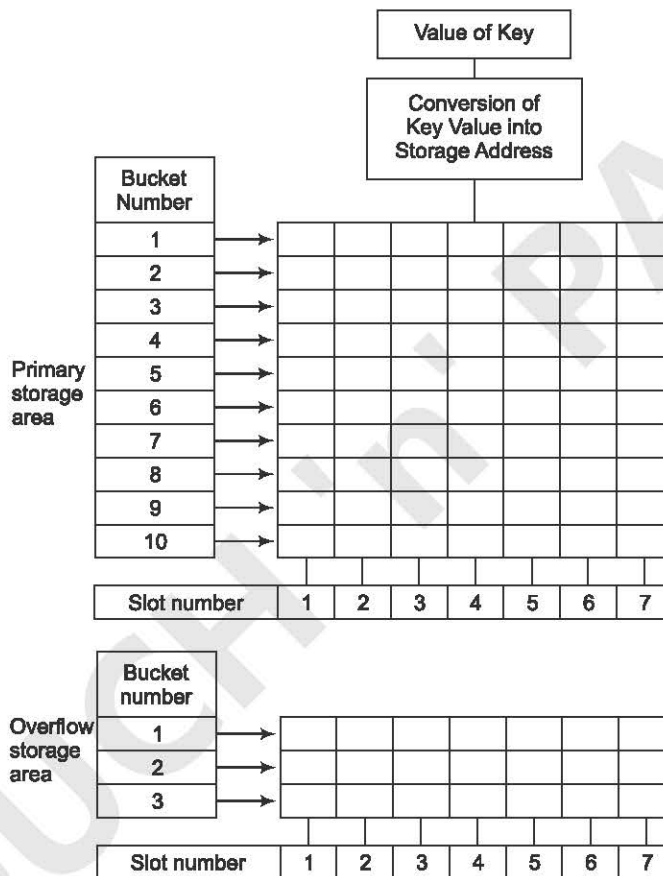 Value of Key
Conversion of
Key Value into
Storage Address
Bucket
Number
1
2
3
4
Primary
storage
area
5
6
7
8
9
10
Slot number 1 2 3 4 5 6 7
Bucket
number
Overflow
storage
area
1
2
3
Slot number 1 2 3 4 5 6 7